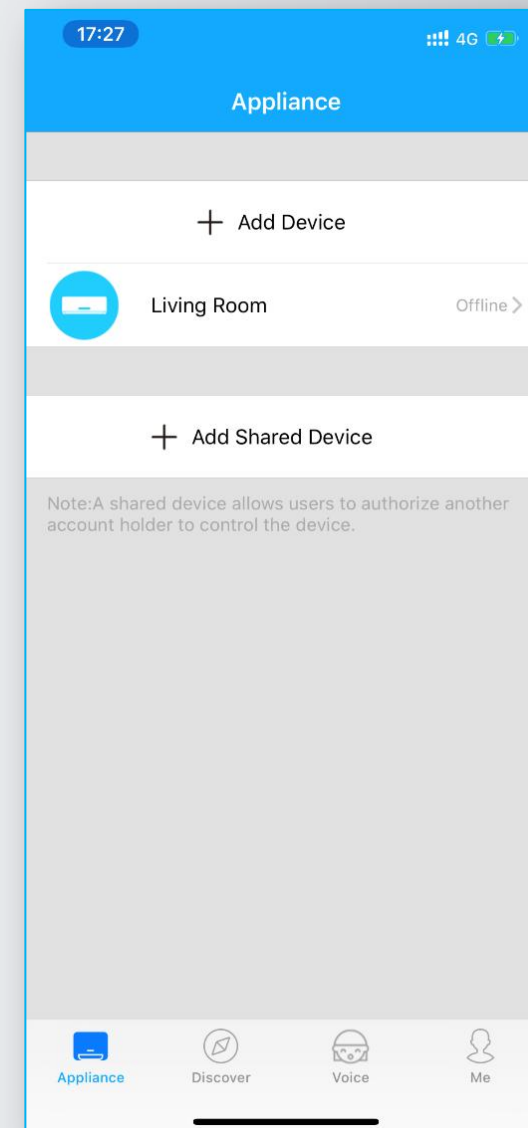 17:27
4G
Appliance
Add Device
Living Room
Offline
Add Shared Device
Note:A shared device allows users to authorize another
account holder to control the device.
Appliance
Discover
Voice
Me